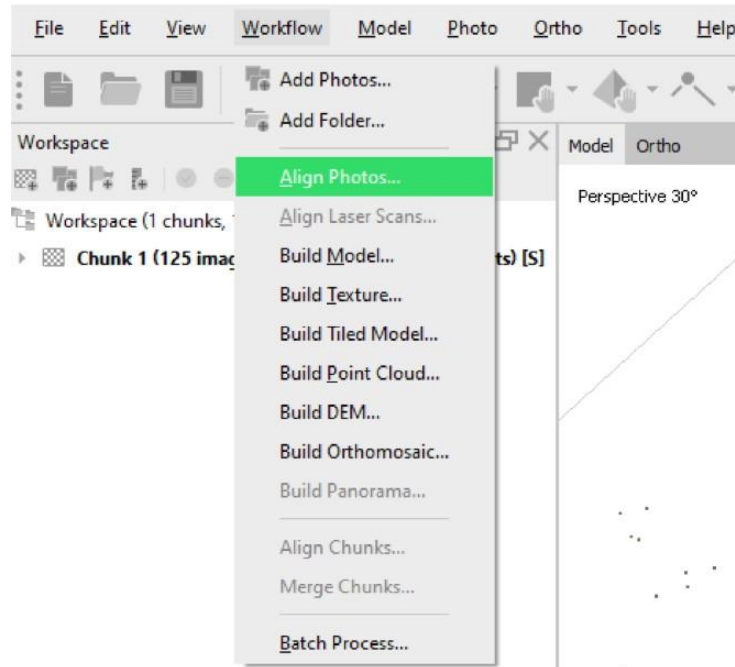 File Edit View Workflow Model Photo Ortho Tools Help
Add Photos...
Add Folder...
Workspace
Model Ortho
Align Photos...
Perspective 30°
Align Laser Scans...
Workspace (1 chunks,
Chunk 1 (125 imag ts) [S]
Build Model...
Build Texture...
Build Tiled Model...
Build Point Cloud...
Build DEM...
Build Orthomosaic...
Build Panorama...
Align Chunks...
Merge Chunks...
Batch Process...